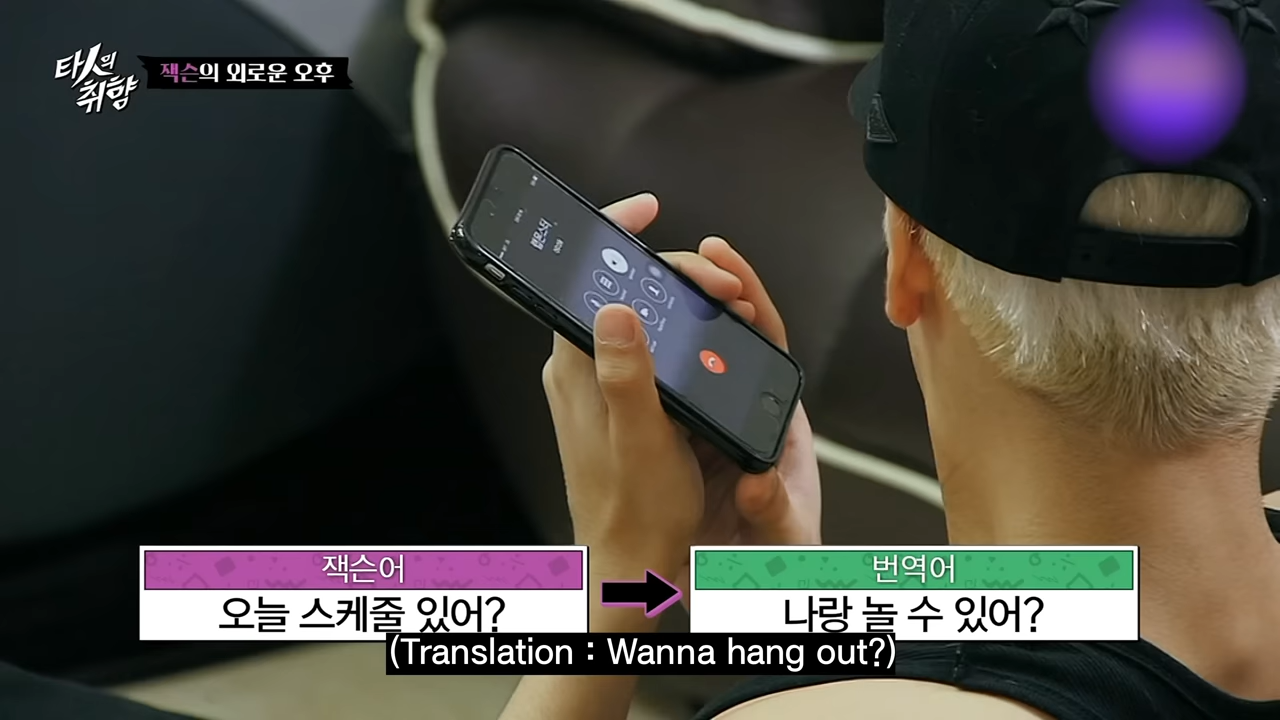 타인의
취향
잭슨의 외로운 오후
잭슨어
오늘 스케줄 있어?
번역어
나랑 놀 수 있어?
(Translation : Wanna hang out?)